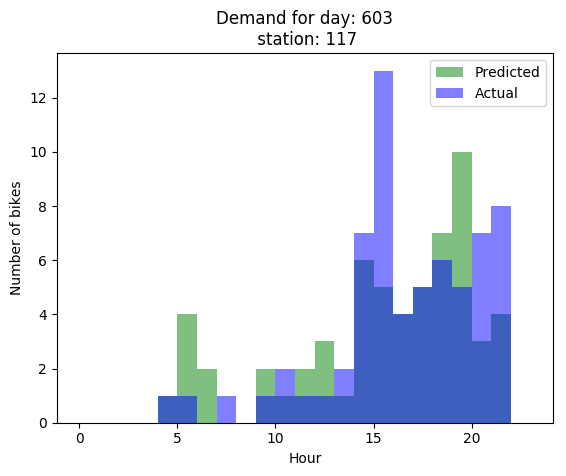 Demand for day: 603
station: 117
Predicted
Actual
Number of bikes
12
10
8
6
4
2
0
0 5 10 15 20
Hour